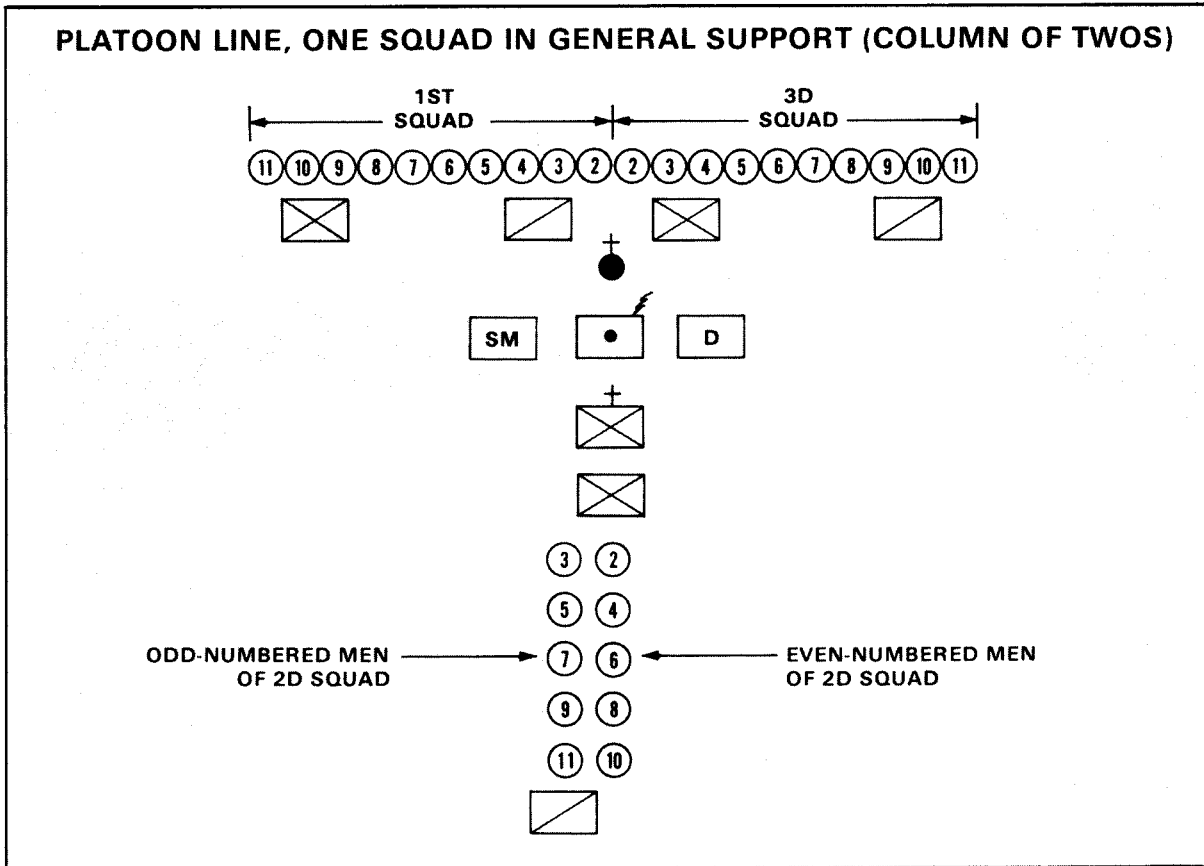 PLATOON LINE, ONE SQUAD IN GENERAL SUPPORT (COLUMN OF TWOS)
1ST SQUAD
3D SQUAD
11 10 9 8 7 6 5 4 3 2 2 3 4 5 6 7 8 9 10 11
SM D
3 2
5 4
ODD-NUMBERED MEN OF 2D SQUAD
7 6
EVEN-NUMBERED MEN OF 2D SQUAD
9 8
11 10